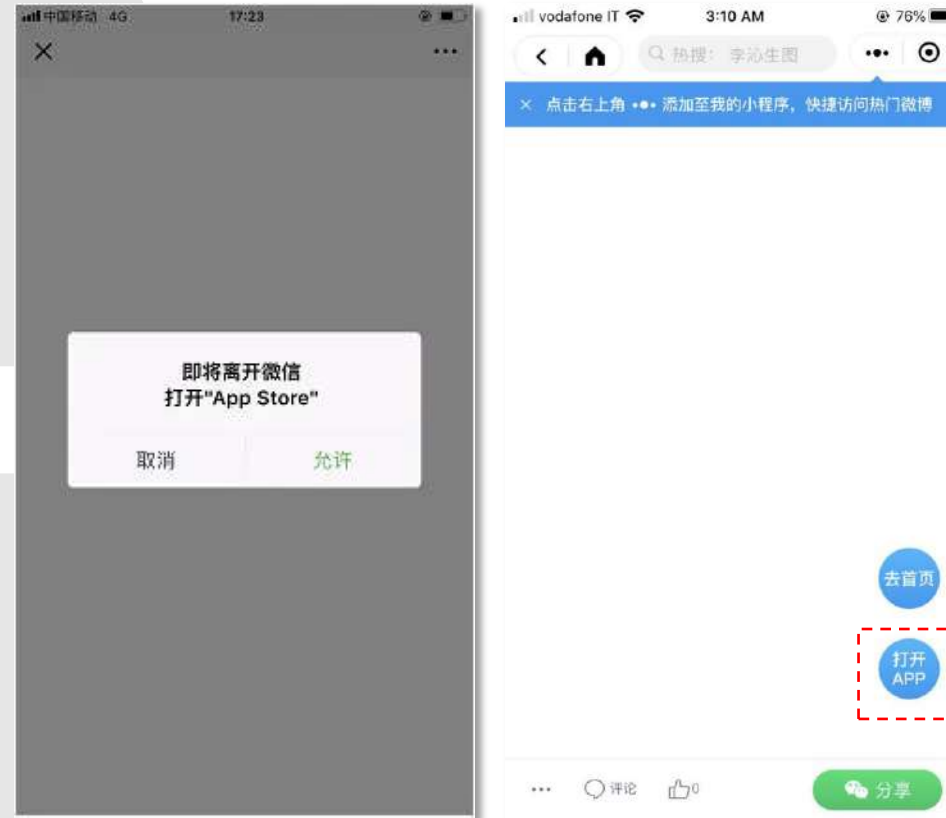 中国移动 4G 17:23
即将离开微信
打开"App Store"
取消 允许
vodafone IT 3:10 AM 76%
热搜: 李沁生图
× 点击右上角 ••• 添加至我的小程序,快捷访问热门微博
去首页
打开
APP
评论 0 分享